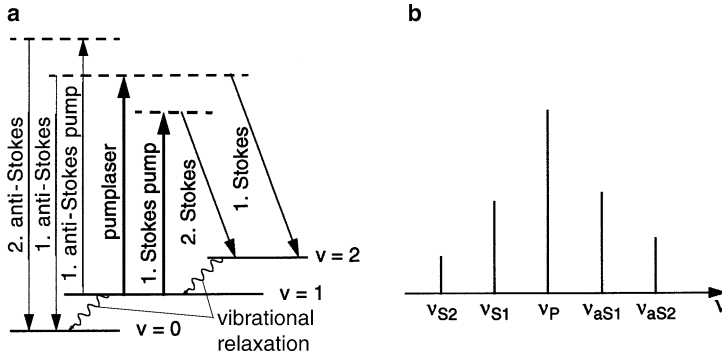 a
2. anti-Stokes
1. anti-Stokes
1. anti-Stokes pump
pumplaser
1. Stokes pump
2. Stokes
1. Stokes
v = 2
v = 1
v = 0
vibrational
relaxation
b
νS2
νS1
νP
νaS1
νaS2
ν